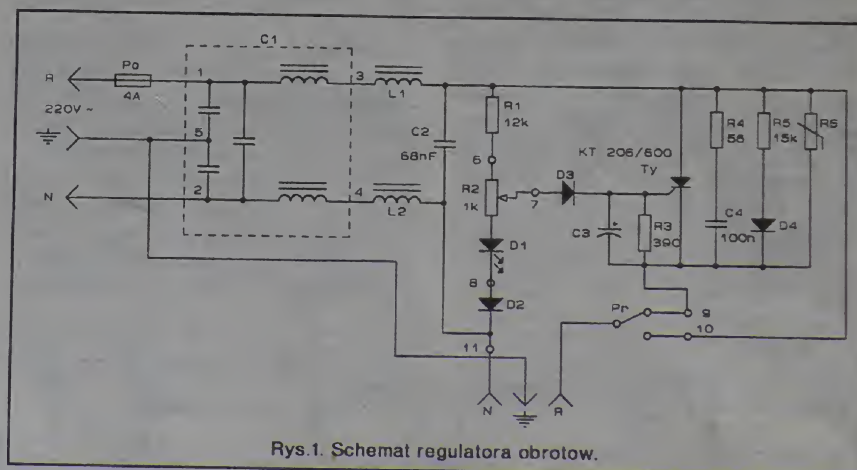 C1
R
Po
4A
1
3
L1
220V~
5
N
2
4
L2
C2
68nF
R1
12k
6
R2
1k
7
D3
KT 206/600
Ty
R4
56
R5
15k
R6
C3
+
R3
390
C4
100n
D4
D1
8
D2
11
Pr
9
10
N
R
Rys.1. Schemat regulatora obrotow.